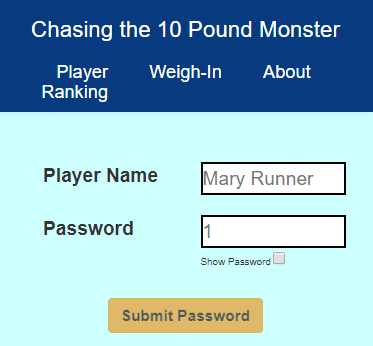 Chasing the 10 Pound Monster
Player Ranking
Weigh-In
About
Player Name
Mary Runner
Password
1
Show Password
Submit Password